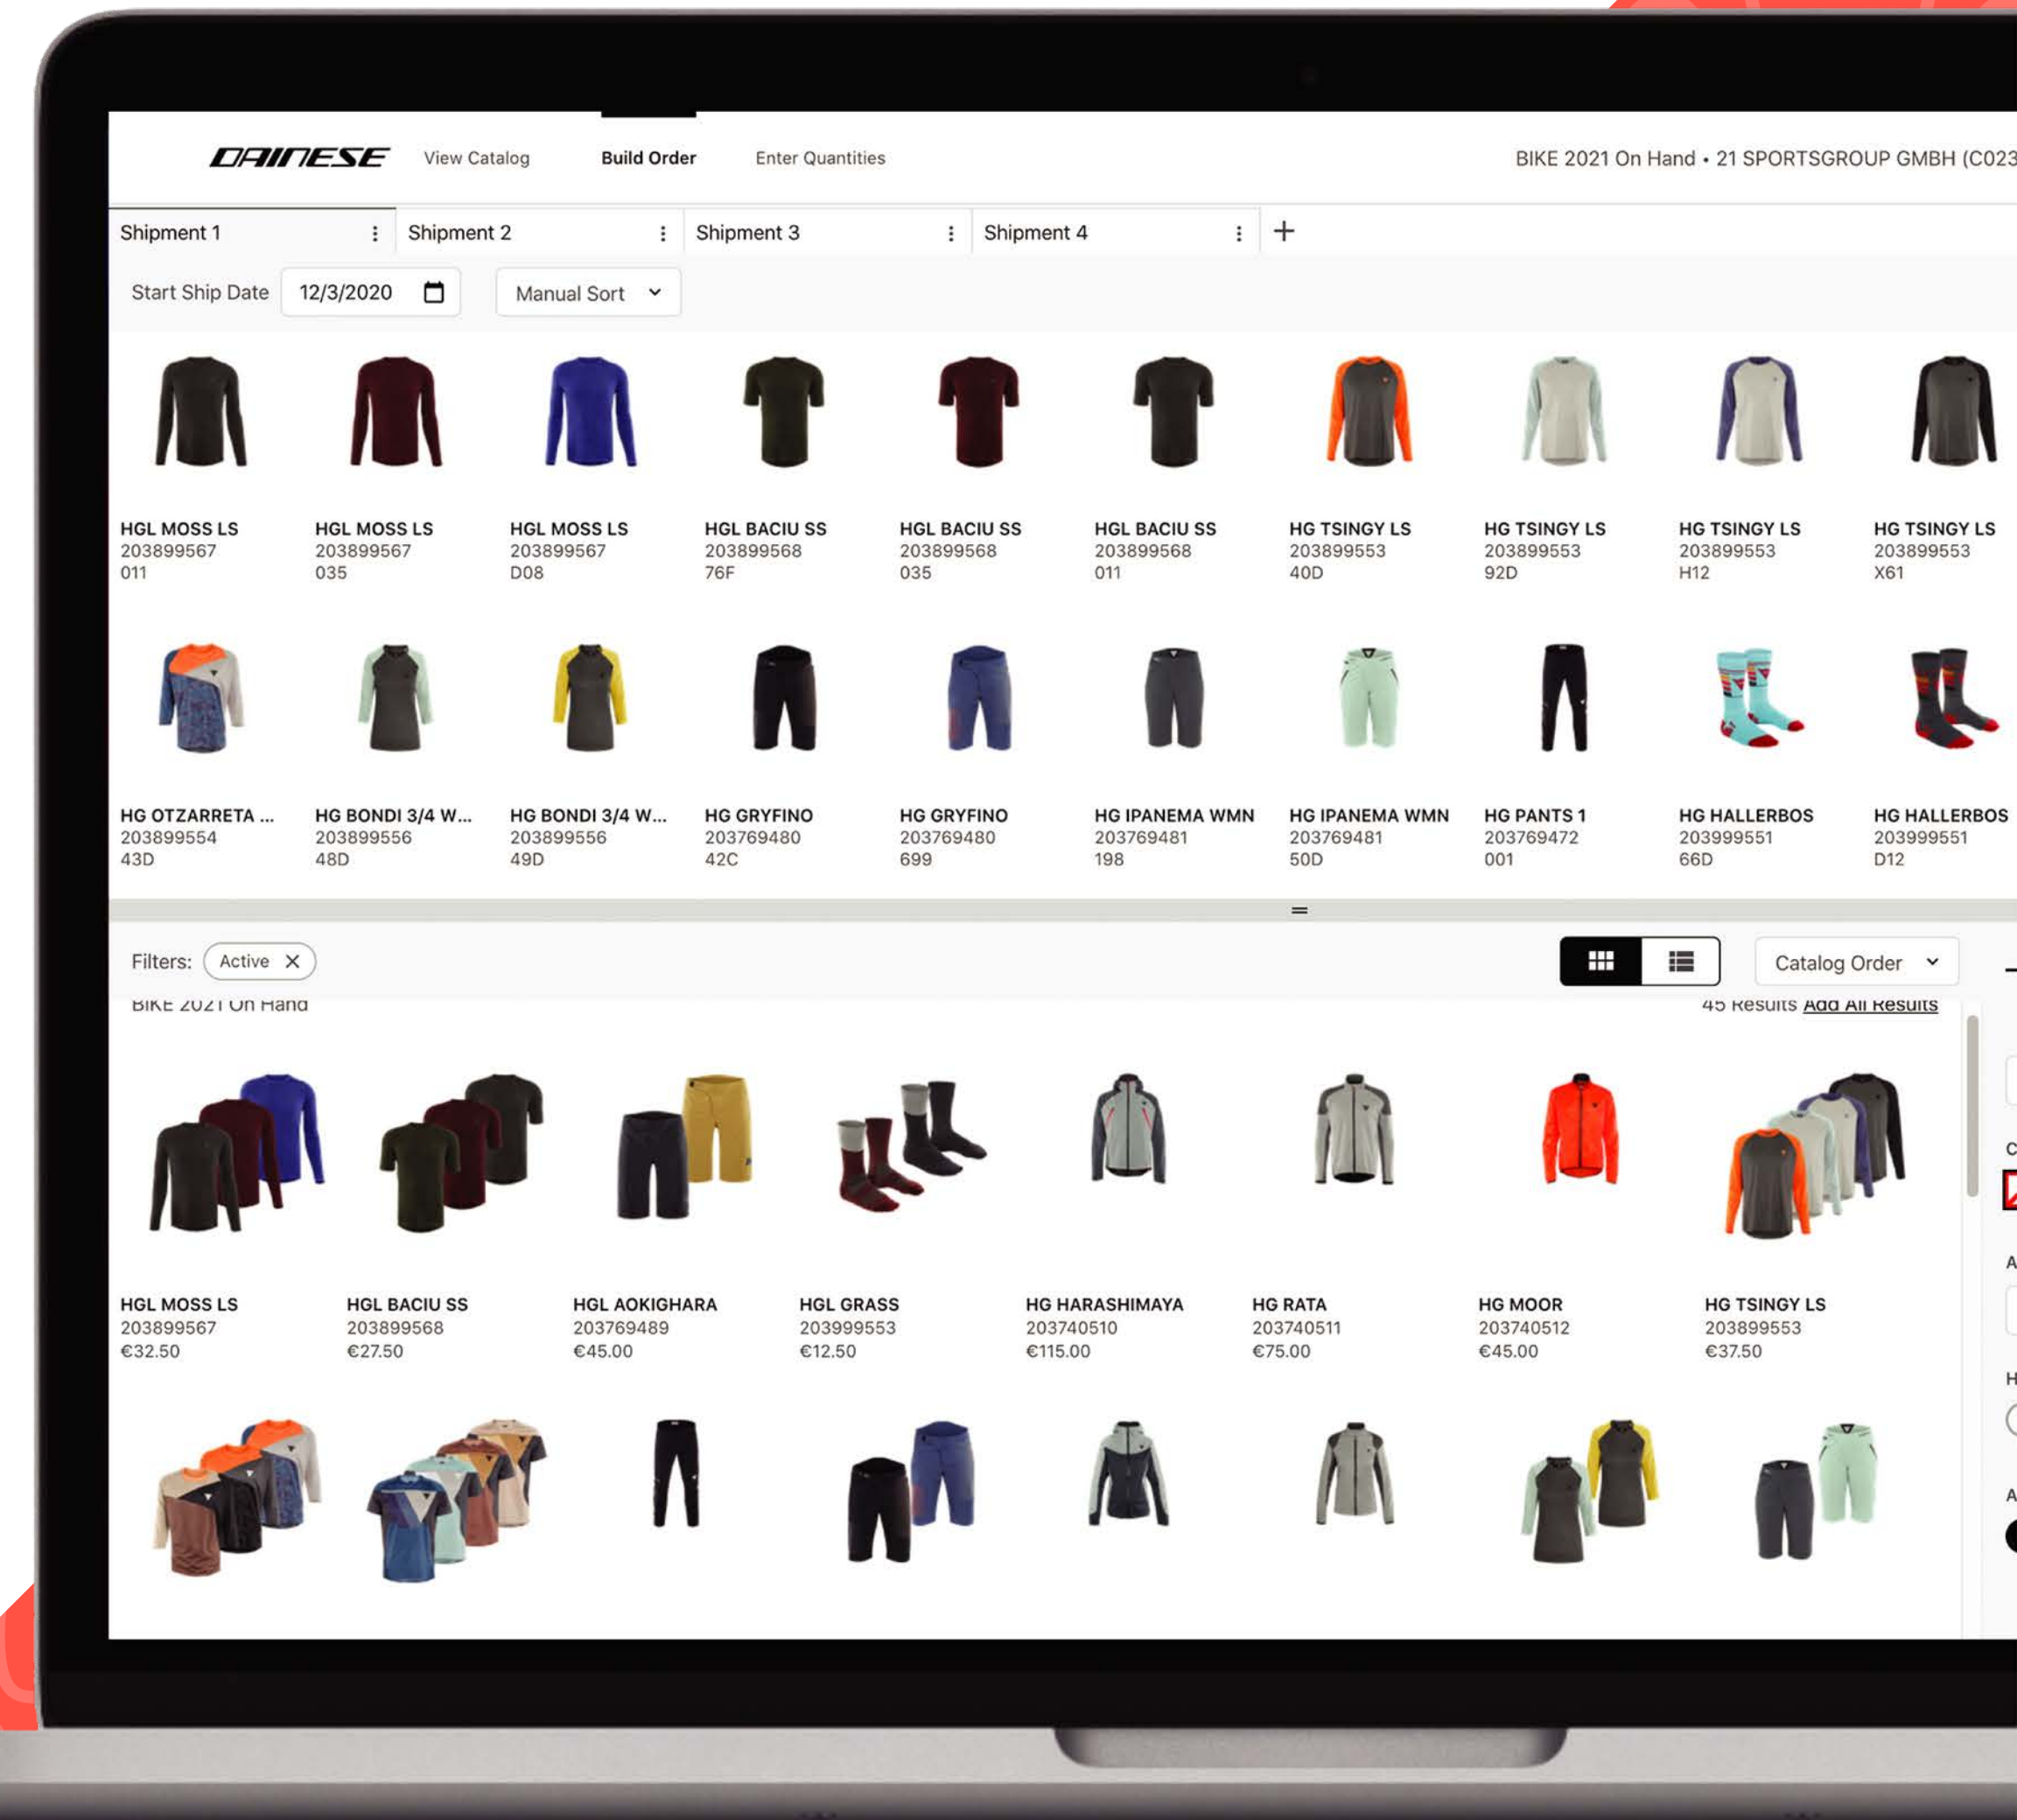 DAINESE View Catalog Build Order Enter Quantities BIKE 2021 On Hand • 21 SPORTSGROUP GMBH (C023
Shipment 1 Shipment 2 Shipment 3 Shipment 4 +
Start Ship Date 12/3/2020 Manual Sort
HGL MOSS LS HGL MOSS LS HGL MOSS LS HGL BACIU SS HGL BACIU SS HGL BACIU SS HG TSINGY LS HG TSINGY LS HG TSINGY LS HG TSINGY LS
203899567 203899567 203899567 203899568 203899568 203899568 203899553 203899553 203899553 203899553
011 035 D08 76F 035 011 40D 92D H12 X61
HG OTZARRETA ... HG BONDI 3/4 W... HG BONDI 3/4 W... HG GRYFINO HG GRYFINO HG IPANEMA WMN HG IPANEMA WMN HG PANTS 1 HG HALLERBOS HG HALLERBOS
203899554 203899556 203899556 203769480 203769480 203769481 203769481 203769472 203999551 203999551
43D 48D 49D 42C 699 198 50D 001 66D D12
Filters: Active X Catalog Order
BIKE 2021 On Hand 45 Results Add All Results
HGL MOSS LS HGL BACIU SS HGL AOKIGHARA HGL GRASS HG HARASHIMAYA HG RATA HG MOOR HG TSINGY LS
203899567 203899568 203769489 203999553 203740510 203740511 203740512 203899553
€32.50 €27.50 €45.00 €12.50 €115.00 €75.00 €45.00 €37.50